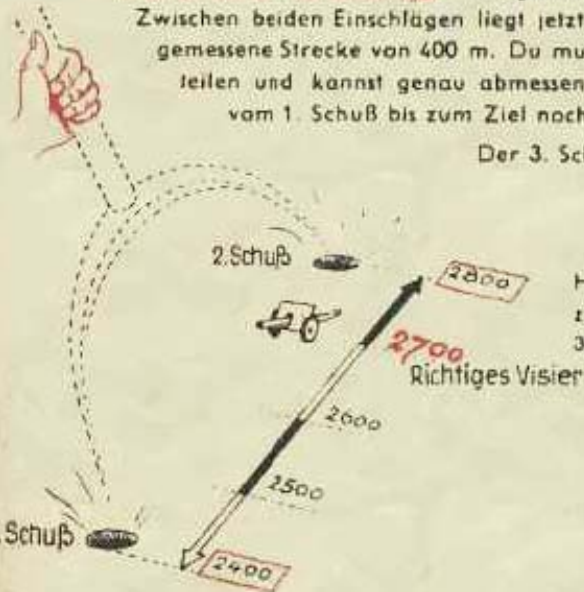 Zwischen beiden Einschlägen liegt jetzt
gemessene Strecke von 400 m. Du mu
teilen und kannst genau abmessen
vom 1. Schuß bis zum Ziel noch
Der 3. Sc
2. Schuß
2800
2700
Richtiges Visier
2600
2500
Schuß
2400